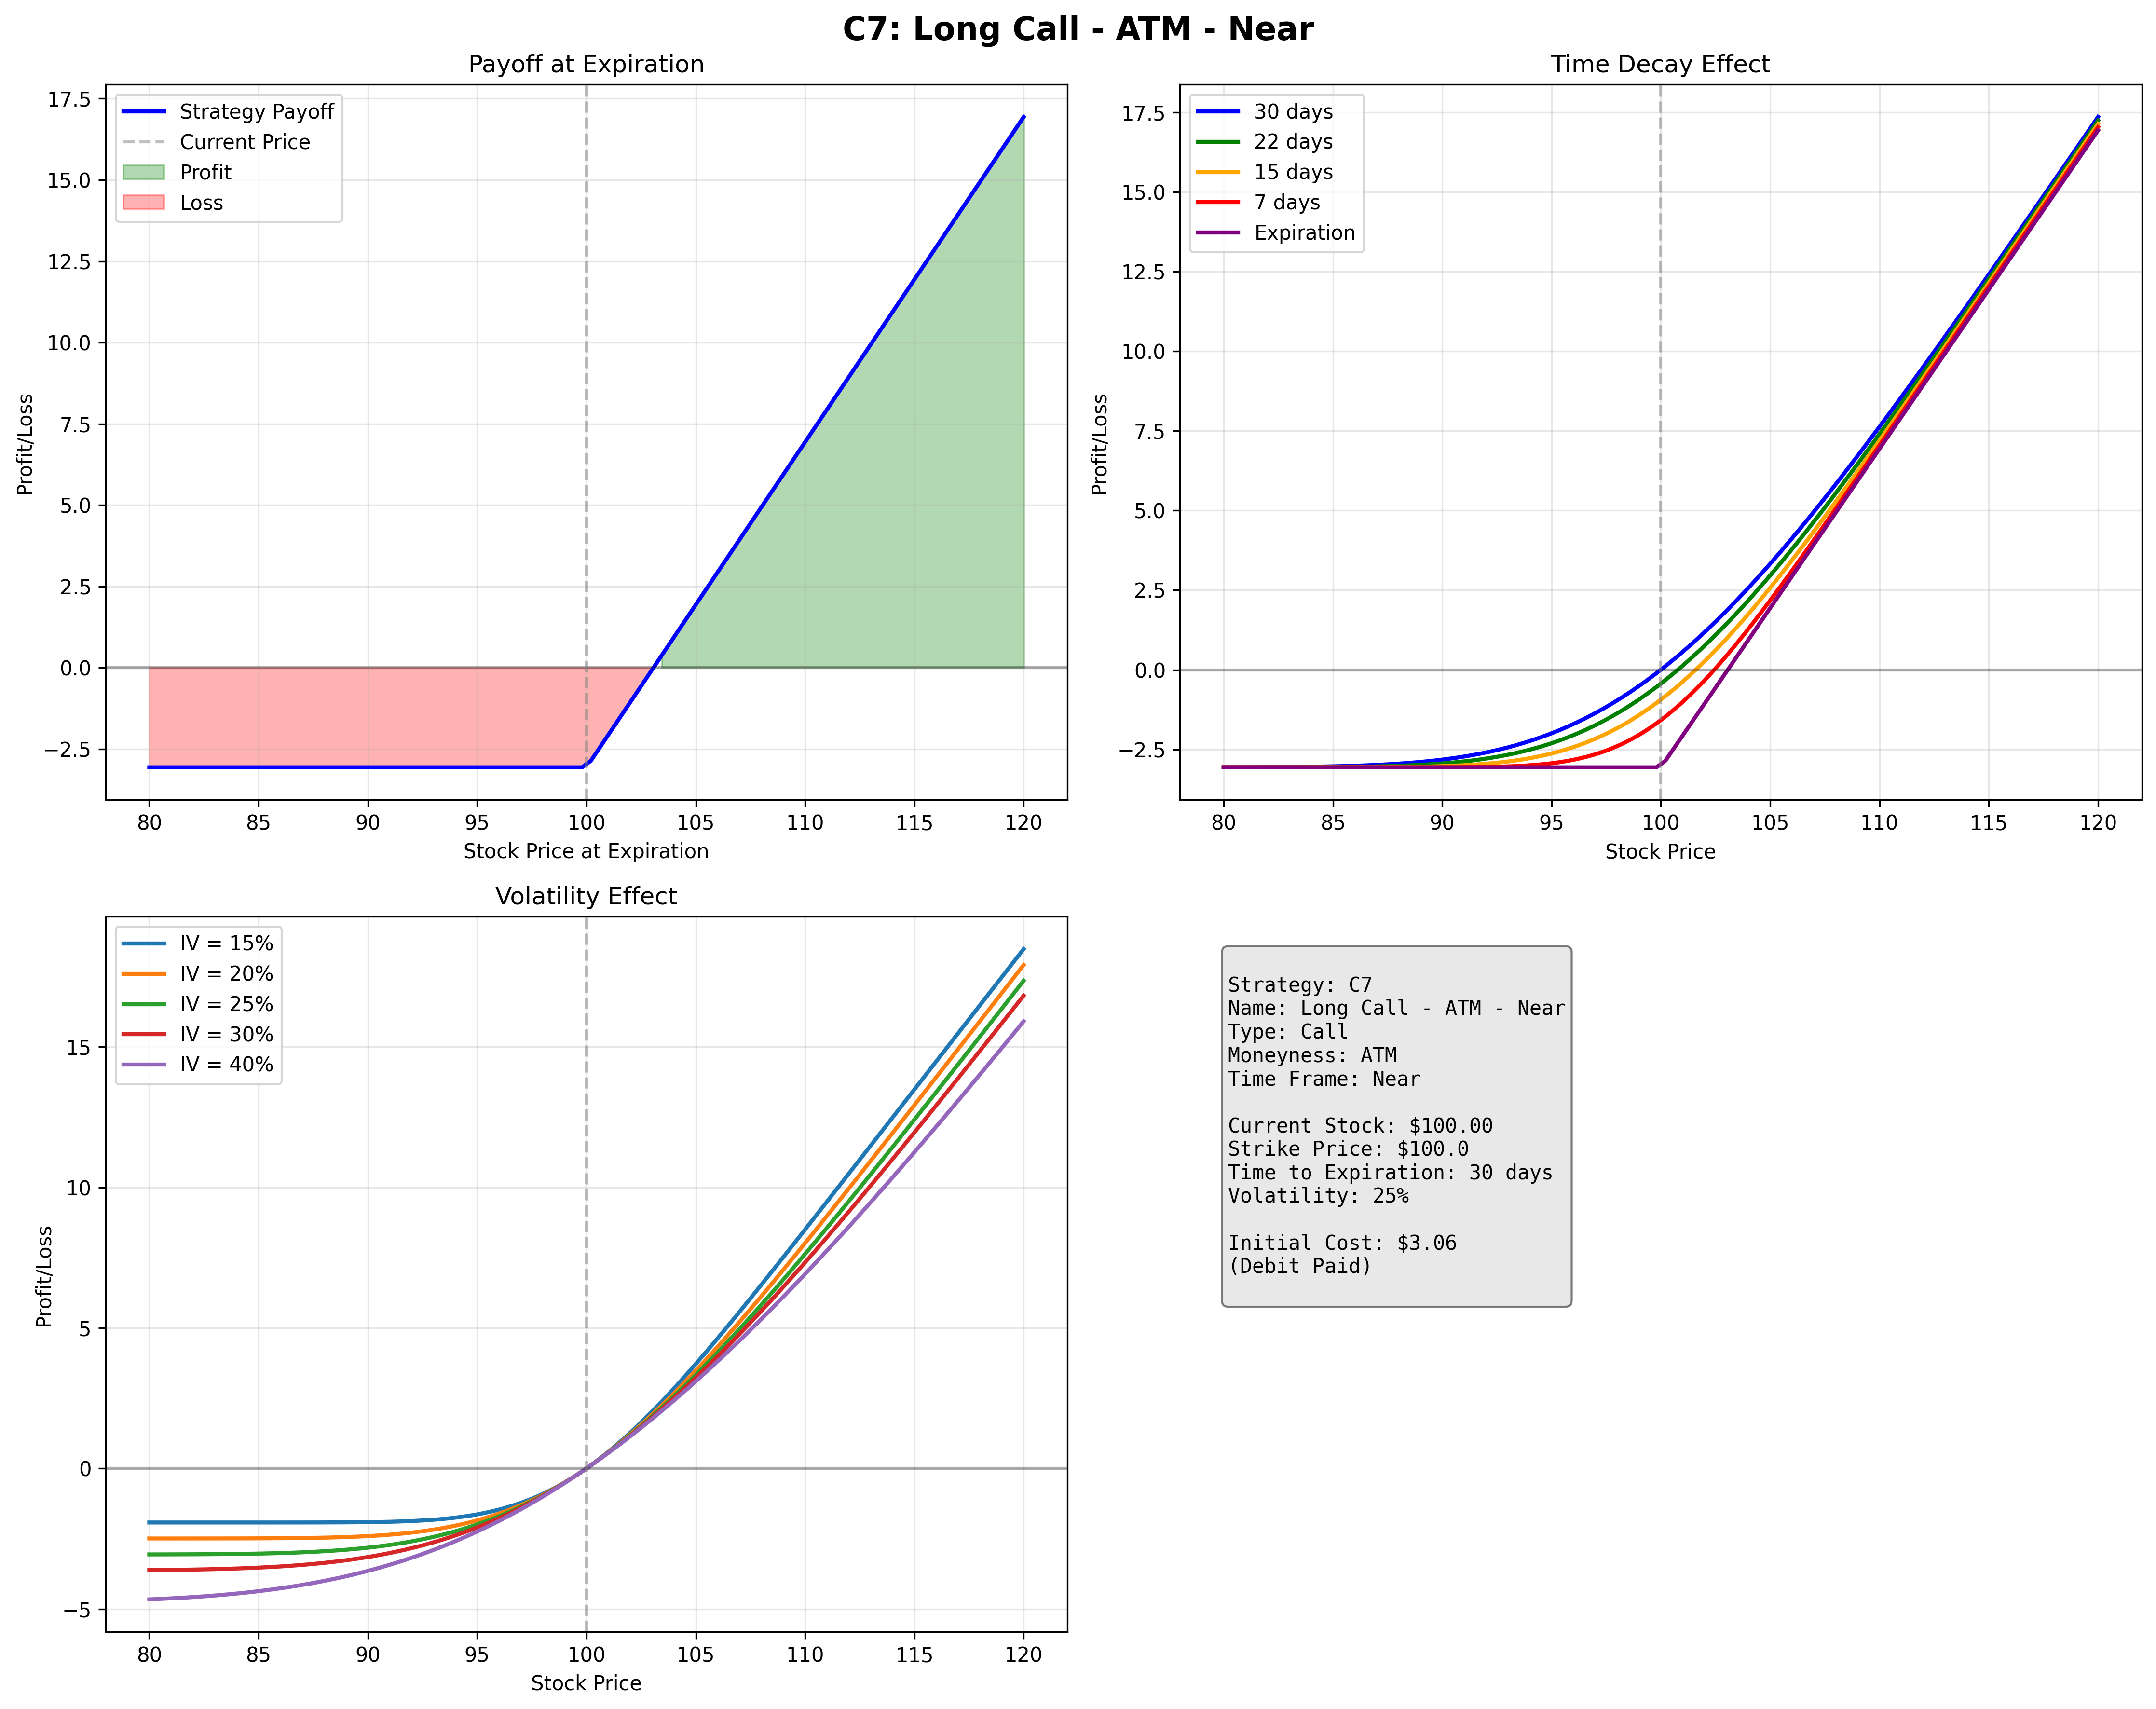 C7: Long Call - ATM - Near
Payoff at Expiration
17.5
15.0
12.5
10.0
7.5
5.0
2.5
0.0
−2.5
Profit/Loss
Strategy Payoff
Current Price
Profit
Loss
80 85 90 95 100 105 110 115 120
Stock Price at Expiration
Time Decay Effect
17.5
15.0
12.5
10.0
7.5
5.0
2.5
0.0
−2.5
Profit/Loss
30 days
22 days
15 days
7 days
Expiration
80 85 90 95 100 105 110 115 120
Stock Price
Volatility Effect
15
10
5
0
−5
Profit/Loss
IV = 15%
IV = 20%
IV = 25%
IV = 30%
IV = 40%
80 85 90 95 100 105 110 115 120
Stock Price
Strategy: C7
Name: Long Call - ATM - Near
Type: Call
Moneyness: ATM
Time Frame: Near
Current Stock: $100.00
Strike Price: $100.0
Time to Expiration: 30 days
Volatility: 25%
Initial Cost: $3.06
(Debit Paid)